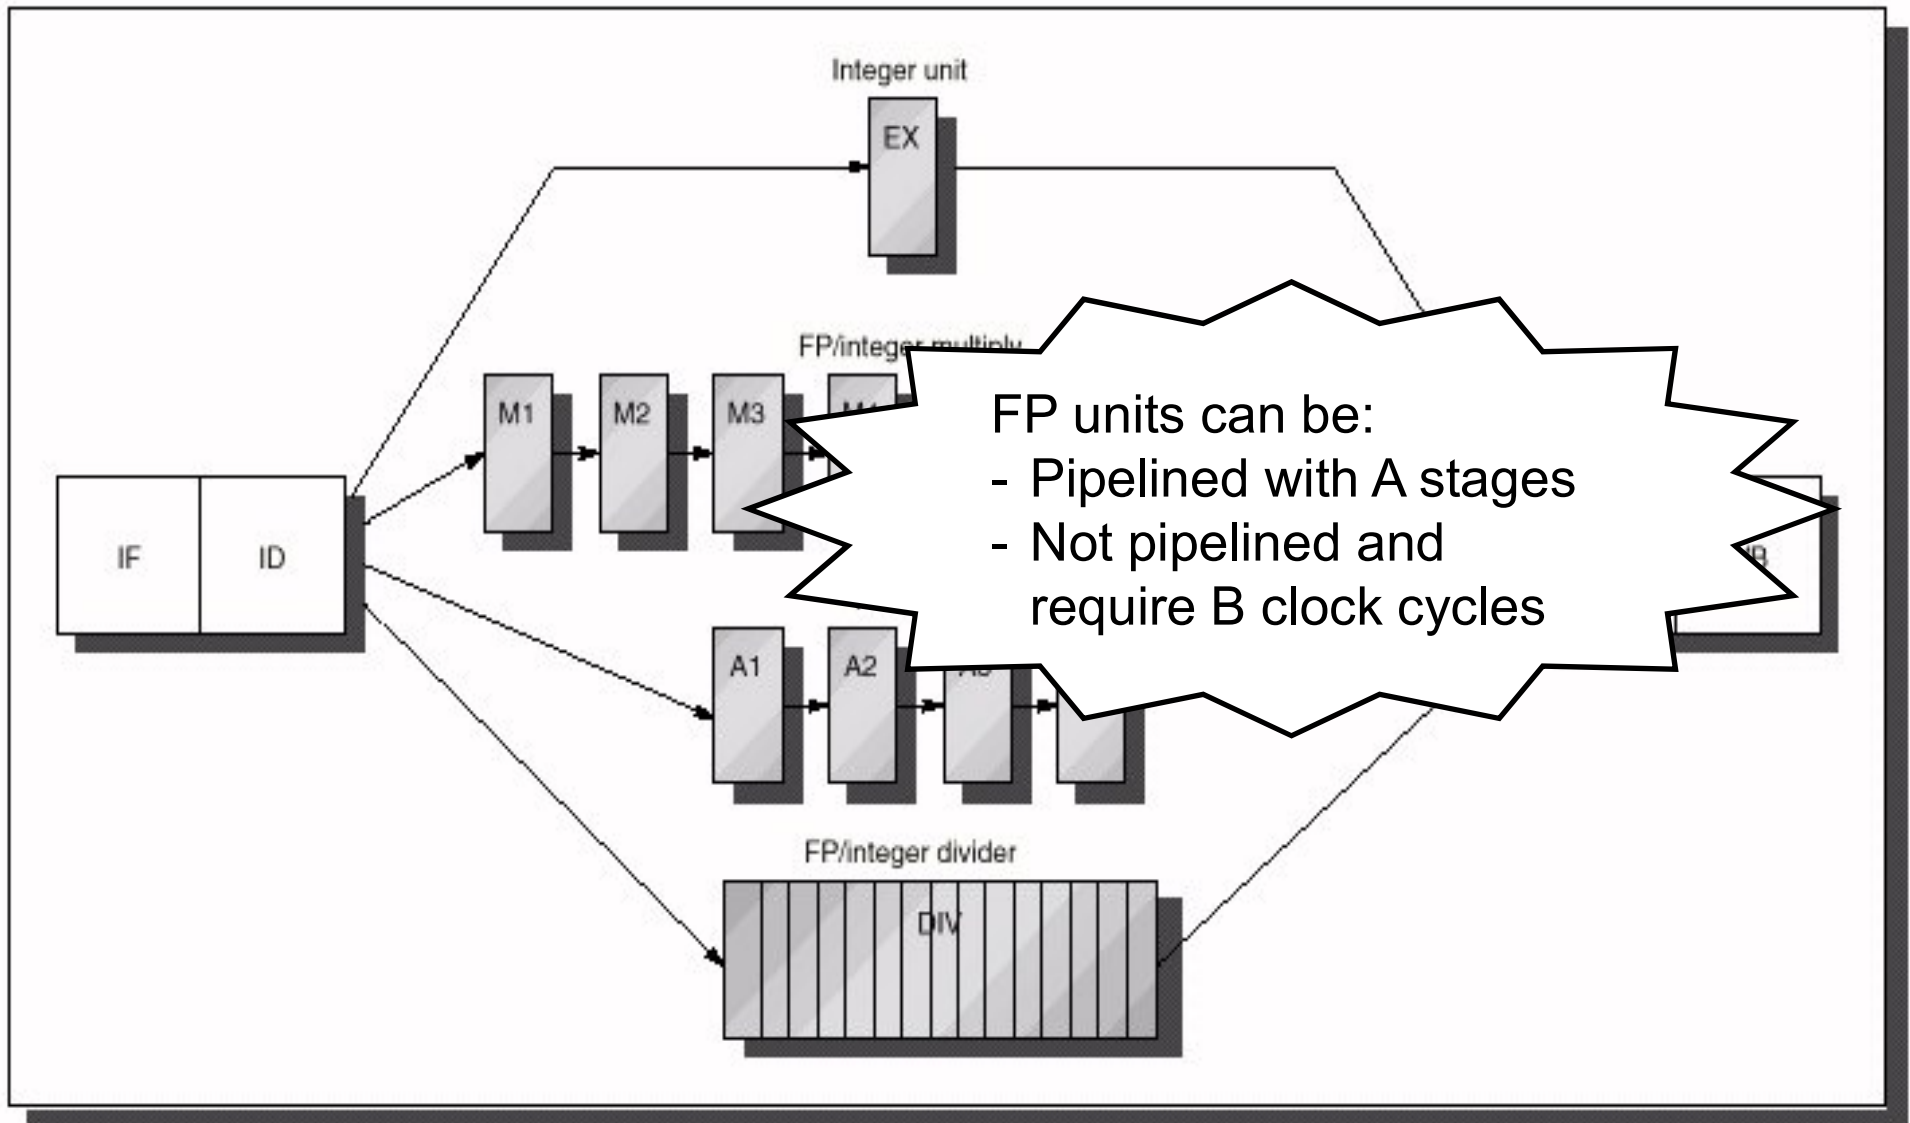 Integer unit
EX
FP/integer multiply
M1 M2 M3
FP units can be:
- Pipelined with A stages
- Not pipelined and
require B clock cycles
IF ID
A1 A2
FP/integer divider
DIV